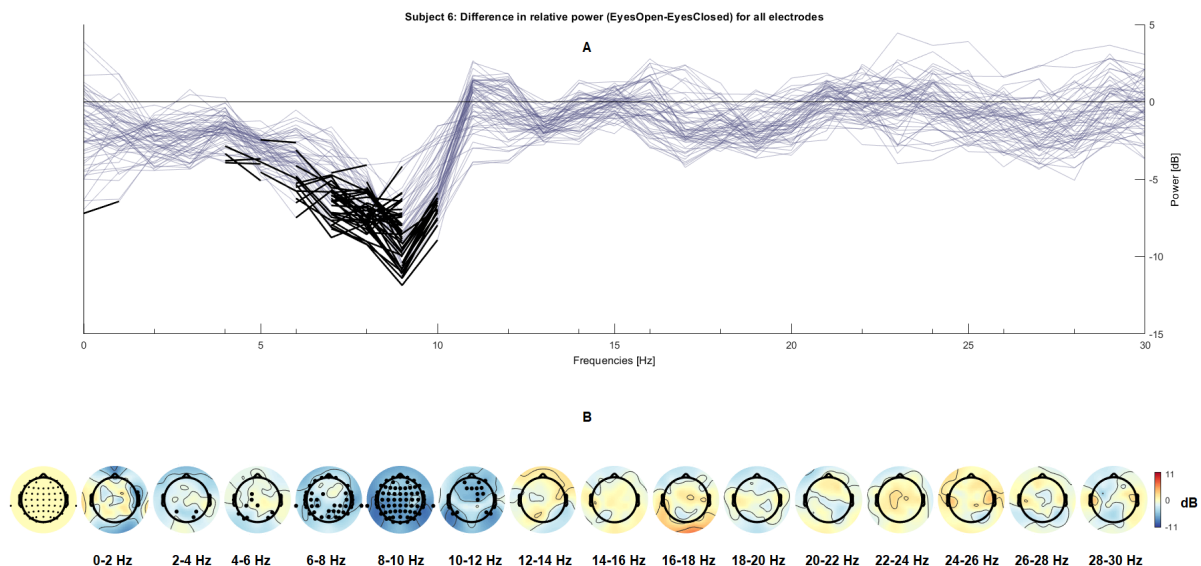 Subject 6: Difference in relative power (EyesOpen-EyesClosed) for all electrodes
A
5
0
-5
-10
-15
Power [dB]
0 5 10 15 20 25 30
Frequencies [Hz]
B
11
0
-11
dB
0-2 Hz 2-4 Hz 4-6 Hz 6-8 Hz 8-10 Hz 10-12 Hz 12-14 Hz 14-16 Hz 16-18 Hz 18-20 Hz 20-22 Hz 22-24 Hz 24-26 Hz 26-28 Hz 28-30 Hz